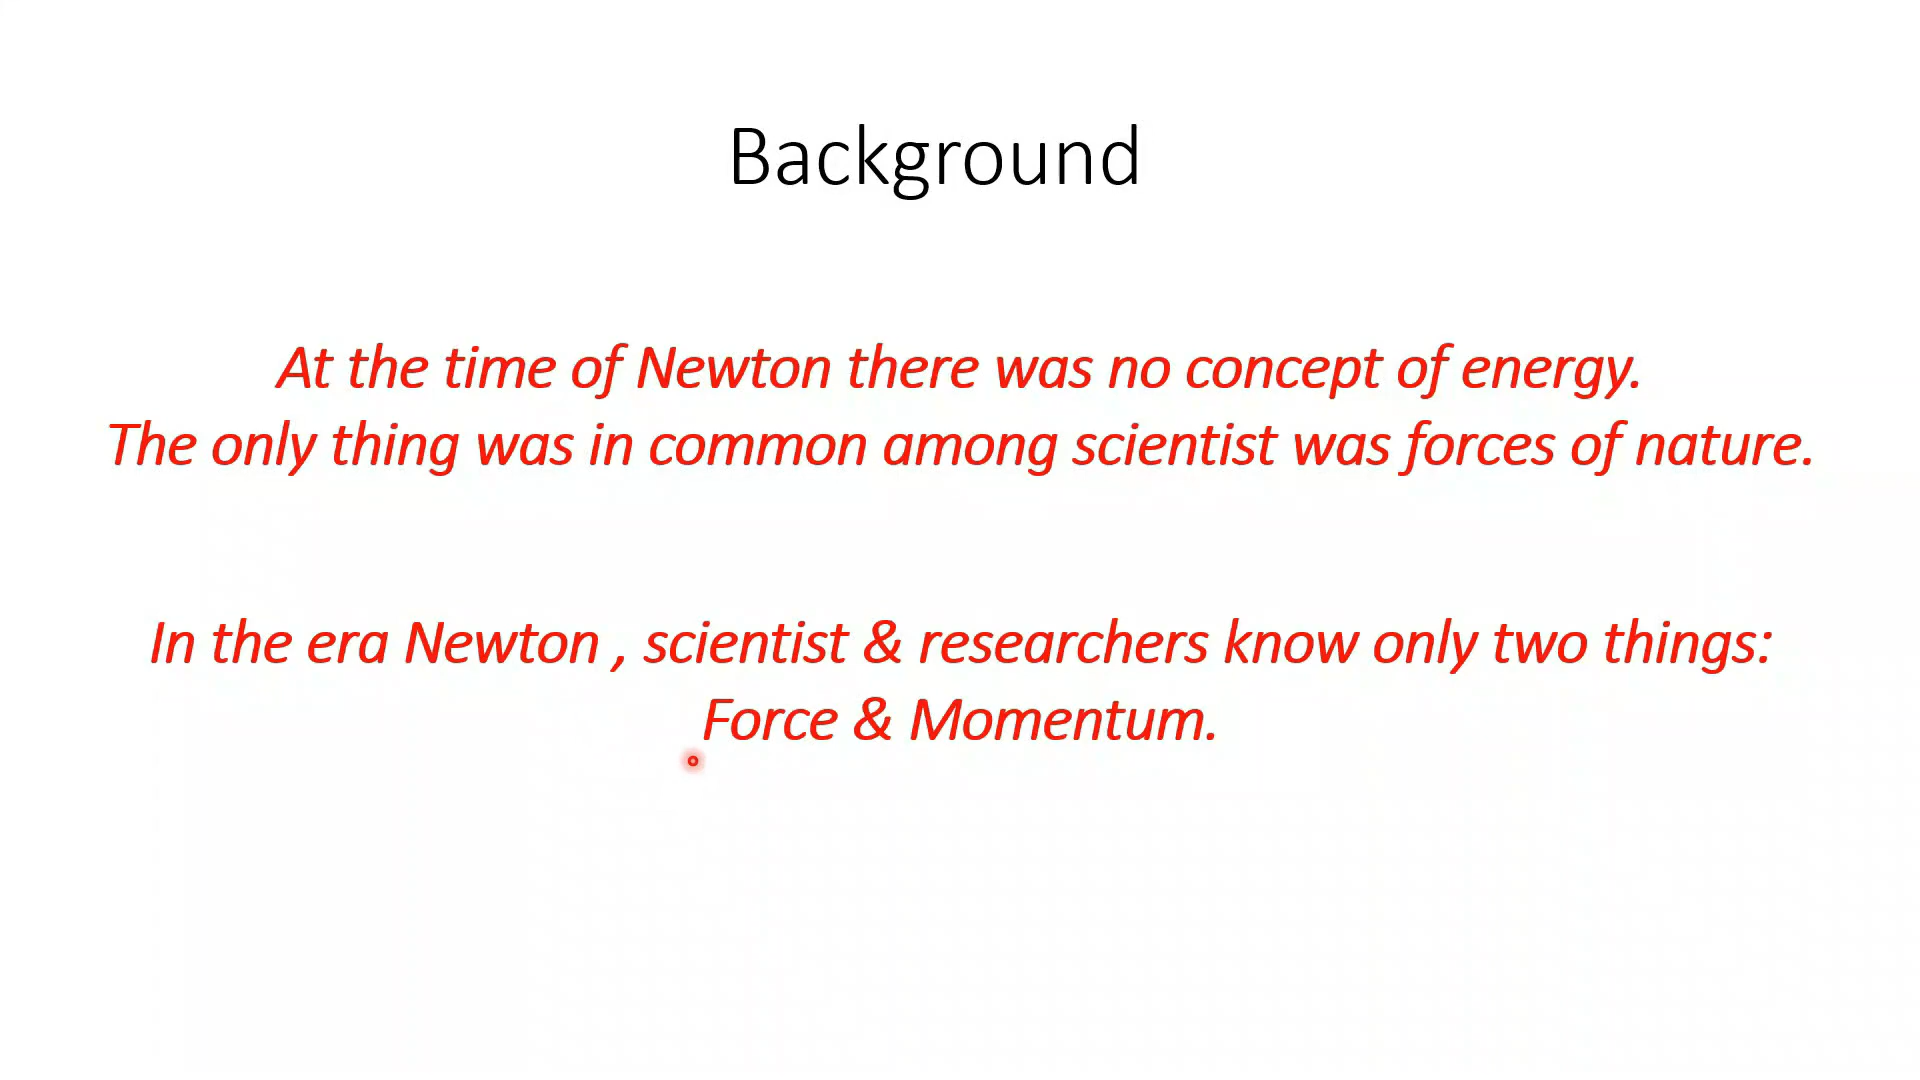 Background
At the time of Newton there was no concept of energy.
The only thing was in common among scientist was forces of nature.
In the era Newton , scientist & researchers know only two things:
Force & Momentum.